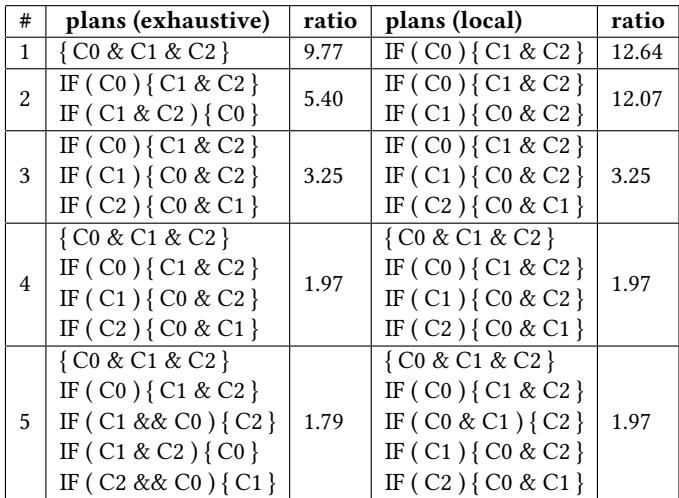 # plans (exhaustive) ratio plans (local) ratio
1 { C0 & C1 & C2 } 9.77 IF ( C0 ) { C1 & C2 } 12.64
IF ( C0 ) { C1 & C2 } IF ( C0 ) { C1 & C2 }
2 5.40 12.07
IF ( C1 & C2 ) { C0 } IF ( C1 ) { C0 & C2 }
IF ( C0 ) { C1 & C2 } IF ( C0 ) { C1 & C2 }
3 IF ( C1 ) { C0 & C2 } 3.25 IF ( C1 ) { C0 & C2 } 3.25
IF ( C2 ) { C0 & C1 } IF ( C2 ) { C0 & C1 }
{ C0 & C1 & C2 } { C0 & C1 & C2 }
IF ( C0 ) { C1 & C2 } IF ( C0 ) { C1 & C2 }
4 1.97 1.97
IF ( C1 ) { C0 & C2 } IF ( C1 ) { C0 & C2 }
IF ( C2 ) { C0 & C1 } IF ( C2 ) { C0 & C1 }
{ C0 & C1 & C2 } { C0 & C1 & C2 }
IF ( C0 ) { C1 & C2 } IF ( C0 ) { C1 & C2 }
5 IF ( C1 && C0 ) { C2 } 1.79 IF ( C0 & C1 ) { C2 } 1.97
IF ( C1 & C2 ) { C0 } IF ( C1 ) { C0 & C2 }
IF ( C2 && C0 ) { C1 } IF ( C2 ) { C0 & C1 }